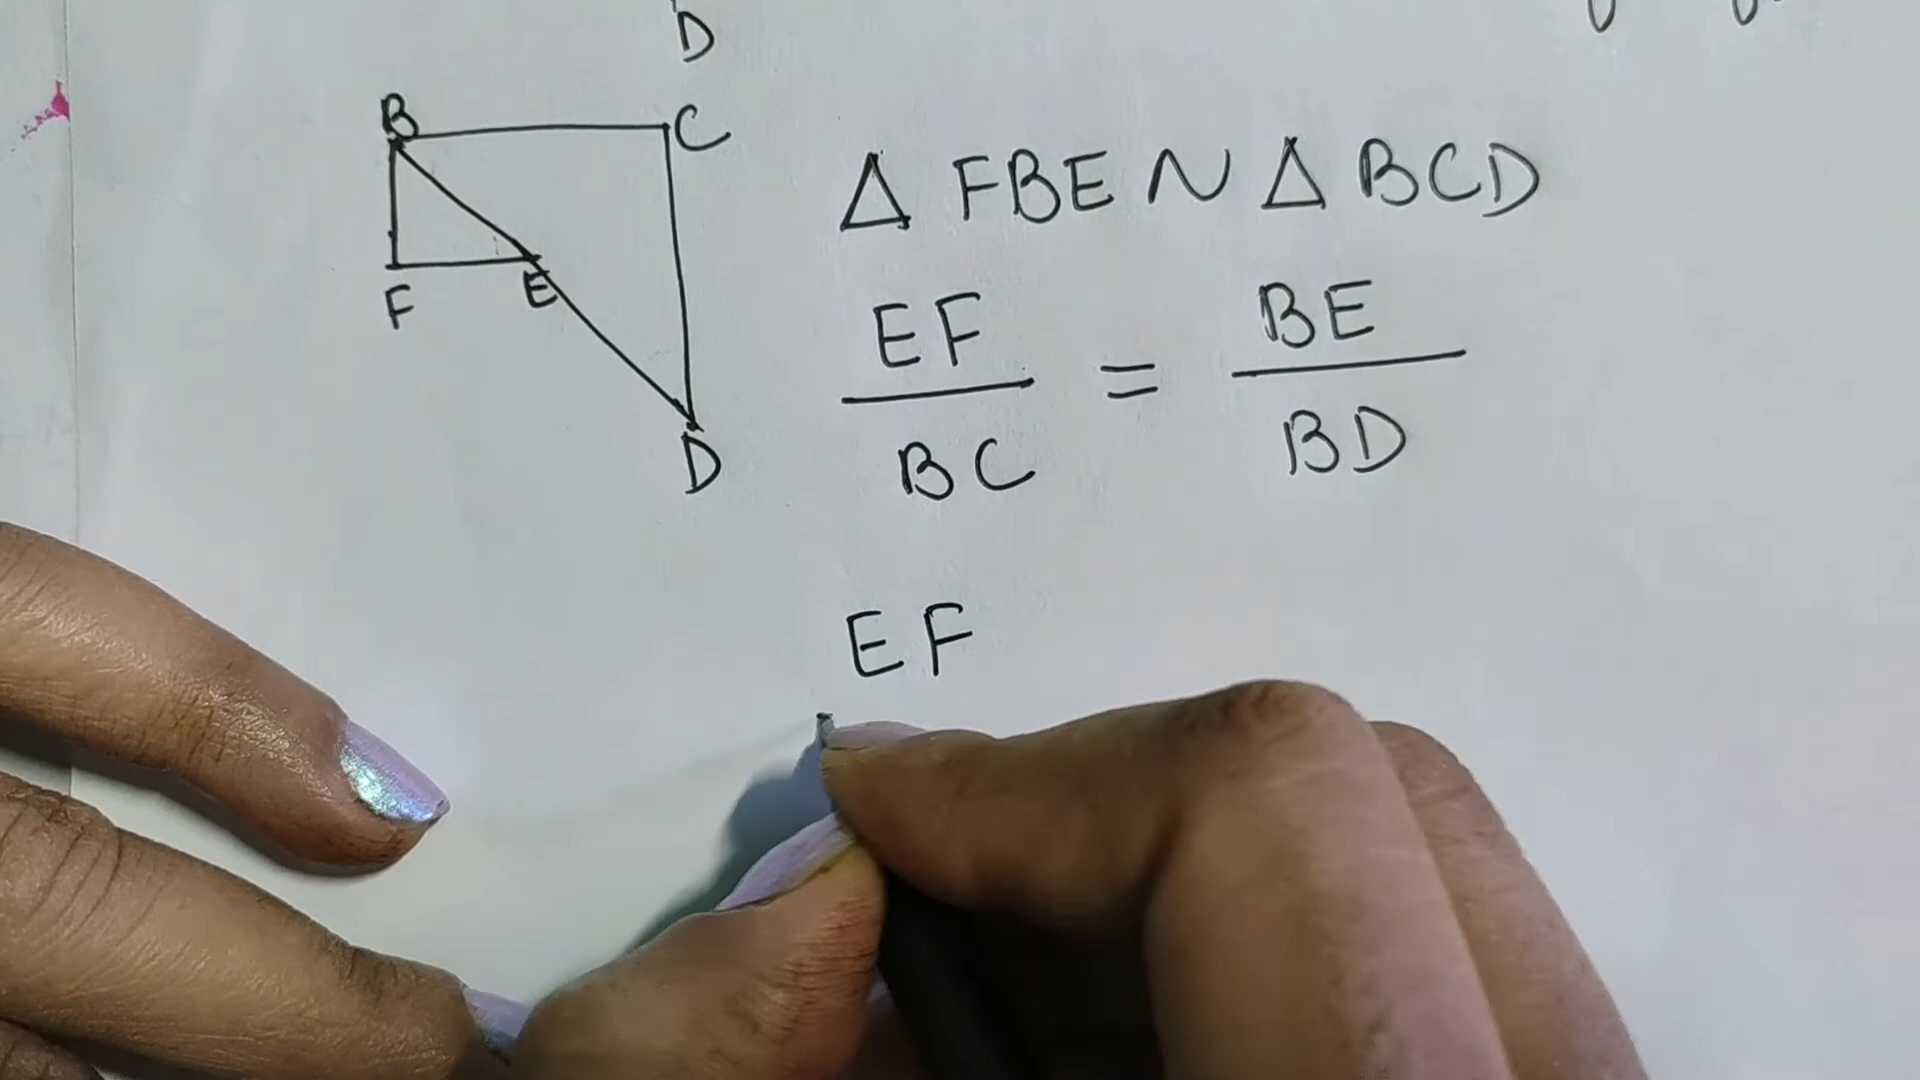 D
B
C
F
E
D
Δ FBE ~ Δ BCD
EF / BC = BE / BD
EF